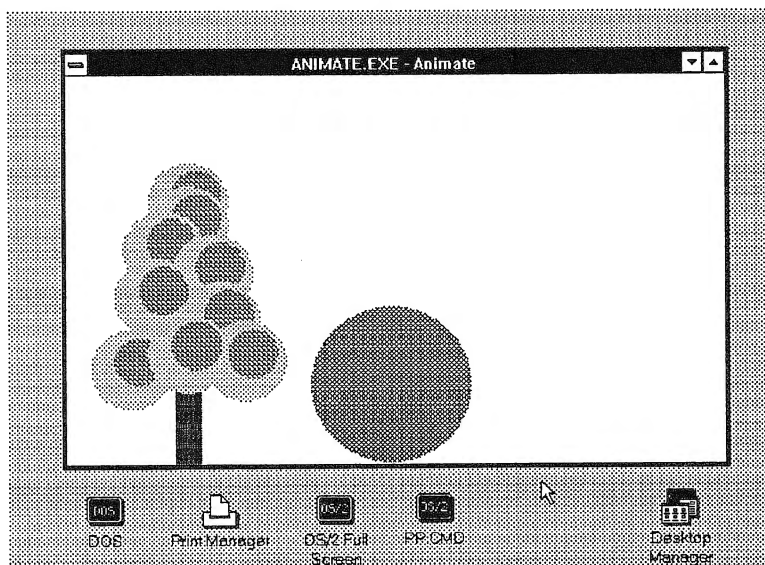 ANIMATE.EXE - Animate
DOS
OS/2
OS/2
DOS
Print Manager
OS/2 Full
Screen
PP CMD
Desktop
Manager